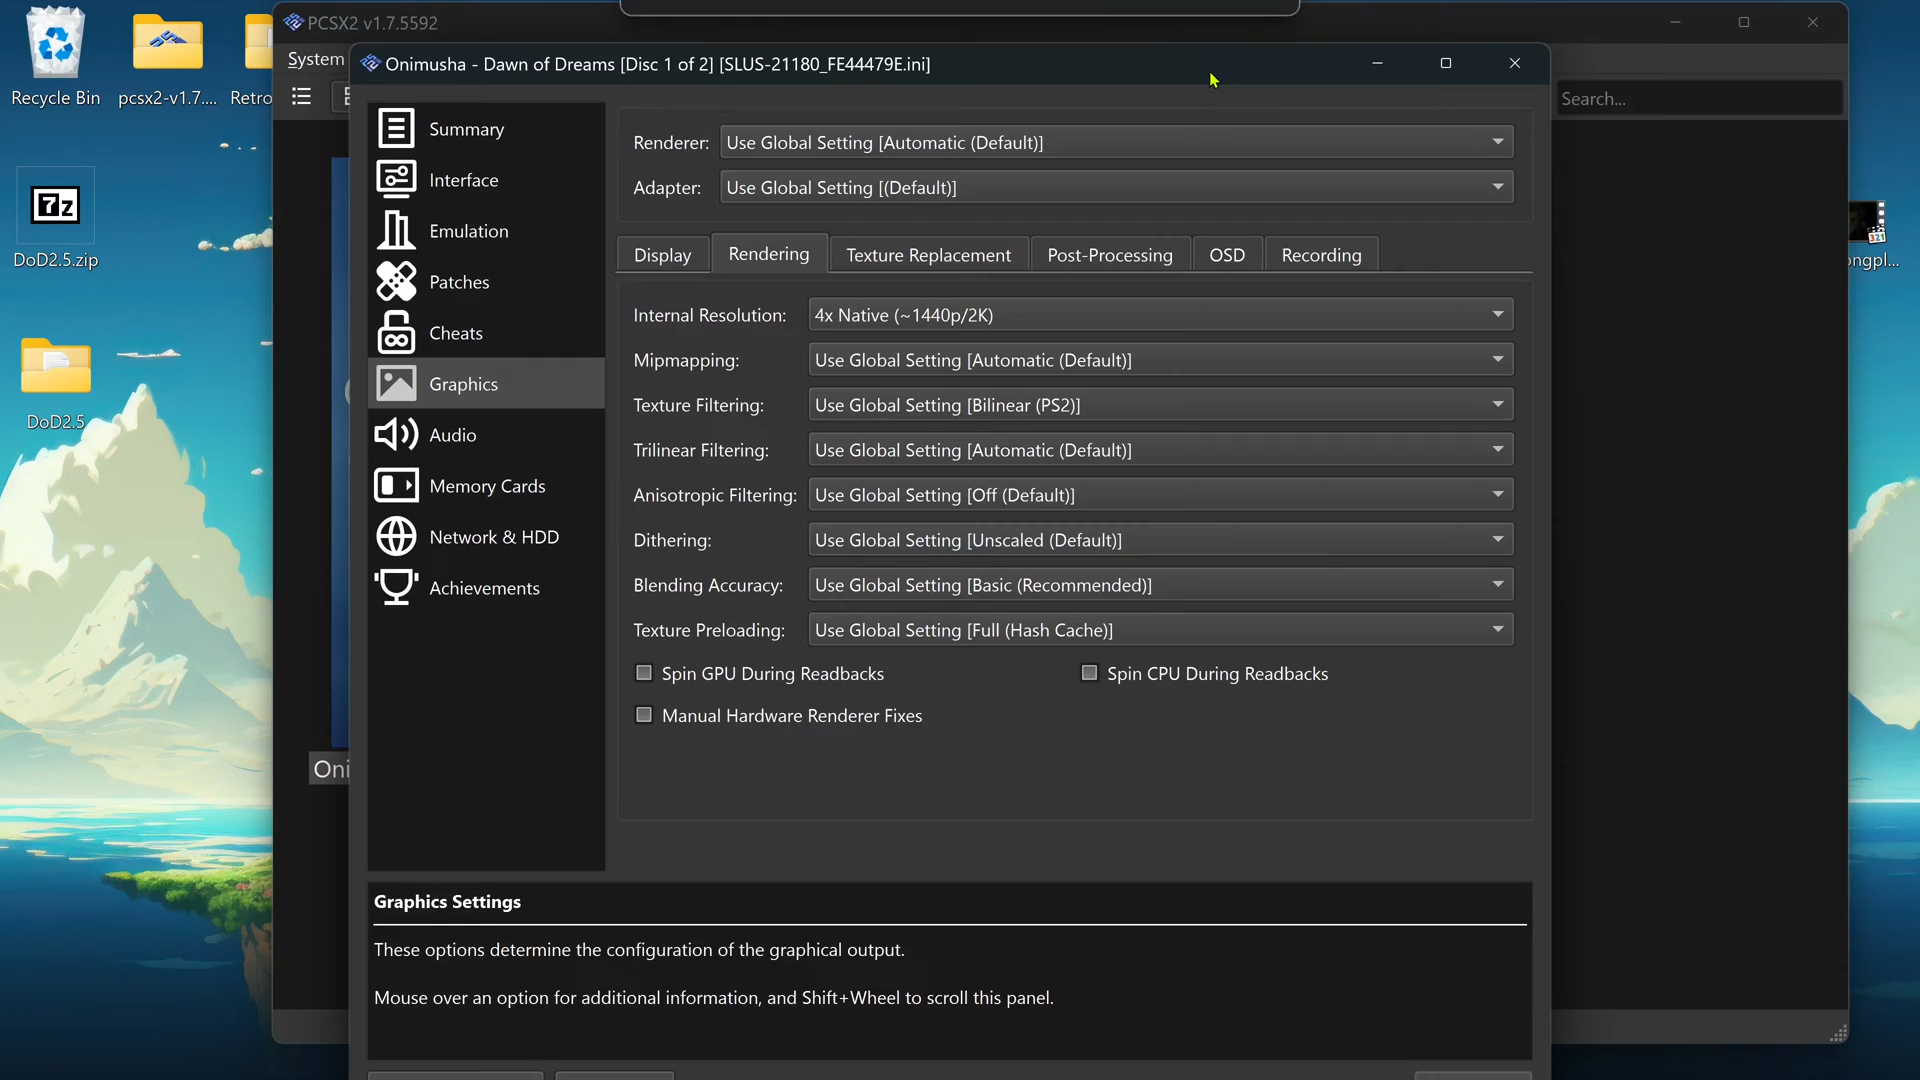 PCSX2 v1.7.5592
System
Onimusha - Dawn of Dreams [Disc 1 of 2] [SLUS-21180_FE44479E.ini]
Recycle Bin
pcsx2-v1.7....
Retro
Search...
Summary
Interface
Emulation
Patches
Cheats
Graphics
Audio
Memory Cards
Network & HDD
Achievements
Renderer: Use Global Setting [Automatic (Default)]
Adapter: Use Global Setting [(Default)]
Display Rendering Texture Replacement Post-Processing OSD Recording
Internal Resolution: 4x Native (~1440p/2K)
Mipmapping: Use Global Setting [Automatic (Default)]
Texture Filtering: Use Global Setting [Bilinear (PS2)]
Trilinear Filtering: Use Global Setting [Automatic (Default)]
Anisotropic Filtering: Use Global Setting [Off (Default)]
Dithering: Use Global Setting [Unscaled (Default)]
Blending Accuracy: Use Global Setting [Basic (Recommended)]
Texture Preloading: Use Global Setting [Full (Hash Cache)]
Spin GPU During Readbacks Spin CPU During Readbacks
Manual Hardware Renderer Fixes
7z
DoD2.5.zip
DoD2.5
Oni
321
ongpl...
Graphics Settings
These options determine the configuration of the graphical output.
Mouse over an option for additional information, and Shift+Wheel to scroll this panel.